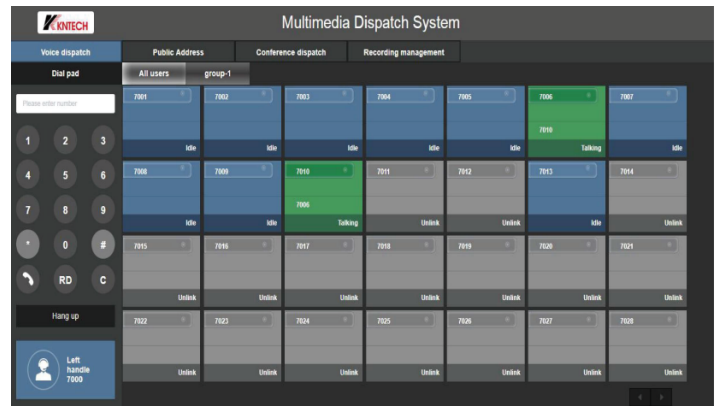 KNTECH
Multimedia Dispatch System
Voice dispatch Public Address Conference dispatch Recording management
Dial pad All users group-1
Please enter number
1 2 3
4 5 6
7 8 9
* 0 #
RD C
Hang up
Left
handle
7000
7001 7002 7003 7004 7005 7006 7007
7010
Idle Idle Idle Idle Idle Talking Idle
7008 7009 7010 7011 7012 7013 7014
7006
Idle Idle Talking Unlink Unlink Idle Unlink
7015 7016 7017 7018 7019 7020 7021
Unlink Unlink Unlink Unlink Unlink Unlink Unlink
7022 7023 7024 7025 7026 7027 7028
Unlink Unlink Unlink Unlink Unlink Unlink Unlink